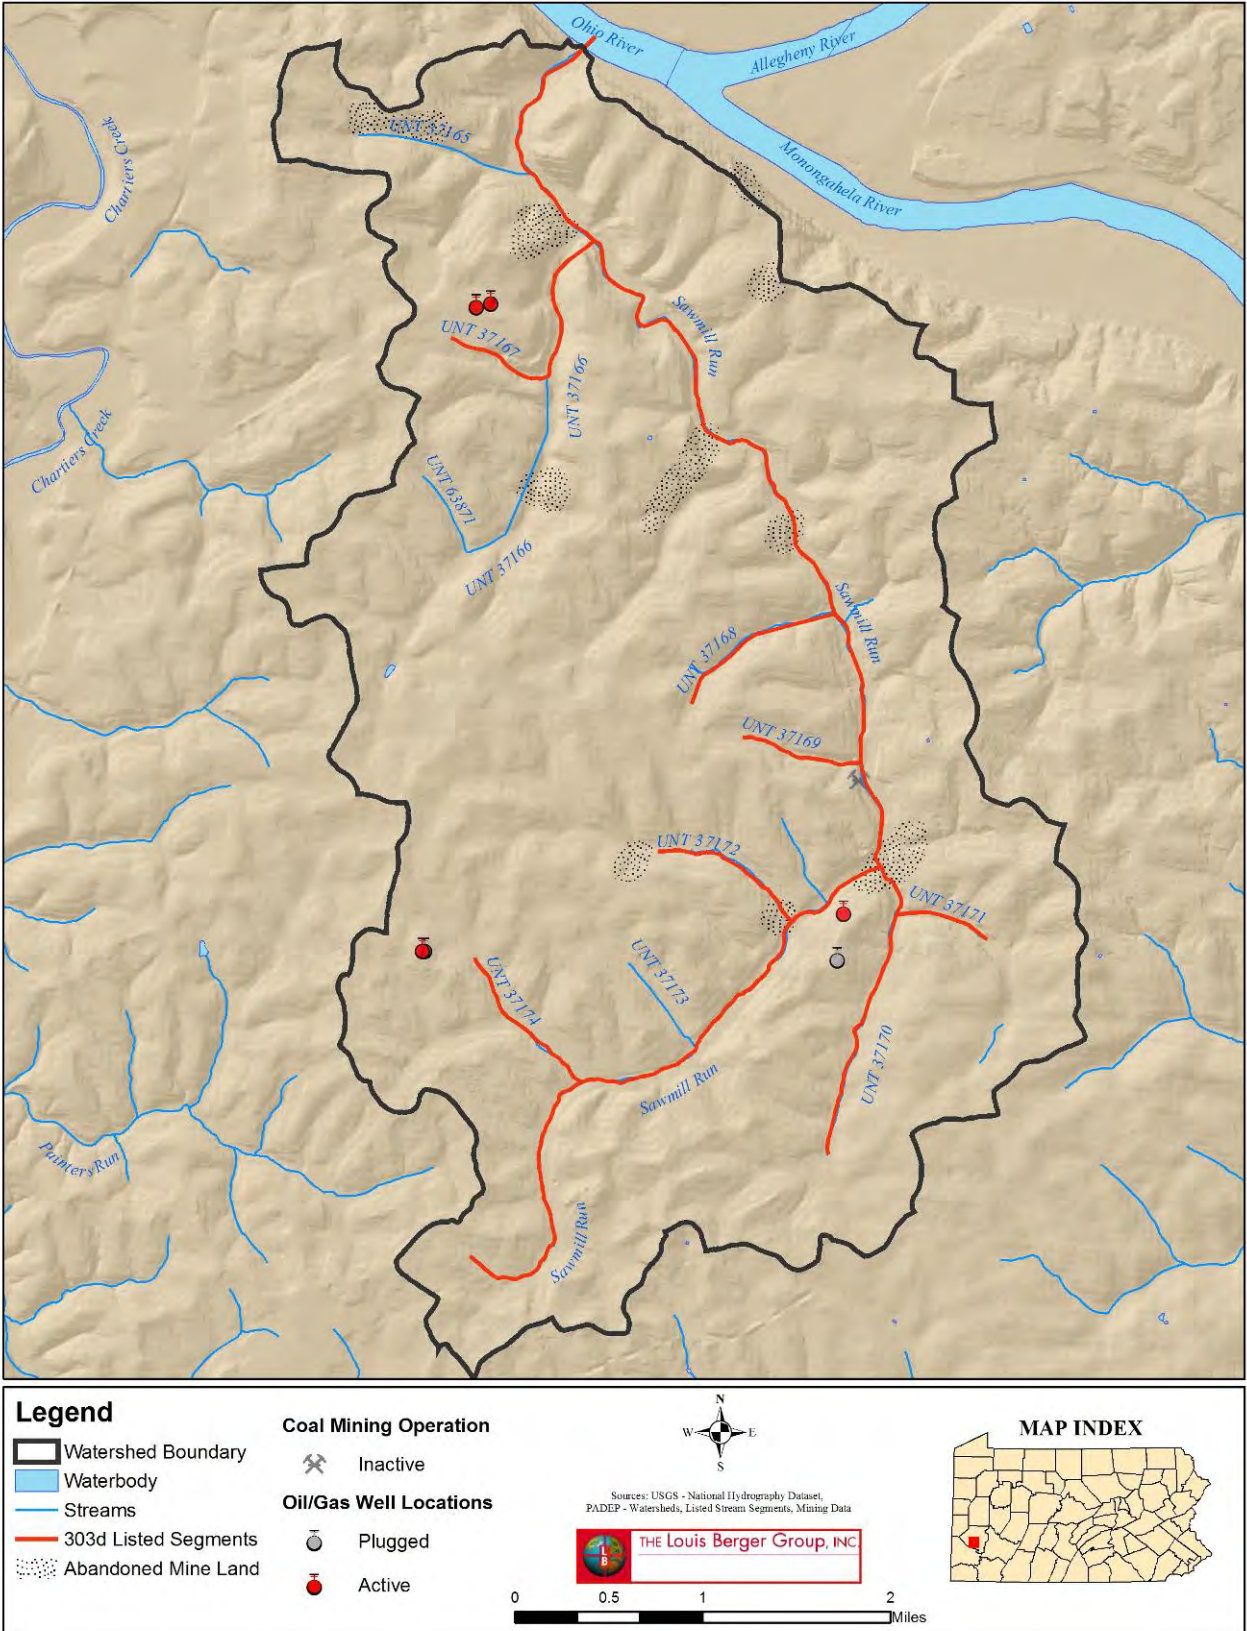 Ohio River
Allegheny River
Monongahela River
Chartiers Creek
UNT 37165
Sawmill Run
UNT 37167
UNT 37166
Chartiers Creek
UNT 63871
UNT 37166
Sawmill Run
UNT 37168
UNT 37169
UNT 37172
UNT 37171
UNT 37173
UNT 37174
UNT 37170
Sawmill Run
Painters Run
Sawmill Run
Legend
Watershed Boundary
Waterbody
Streams
303d Listed Segments
Abandoned Mine Land
Coal Mining Operation
Inactive
Oil/Gas Well Locations
Plugged
Active
N
W E
S
Sources: USGS - National Hydrography Dataset,
PADEP - Watersheds, Listed Stream Segments, Mining Data
L
B
THE Louis Berger Group, INC.
0 0.5 1 2
Miles
MAP INDEX